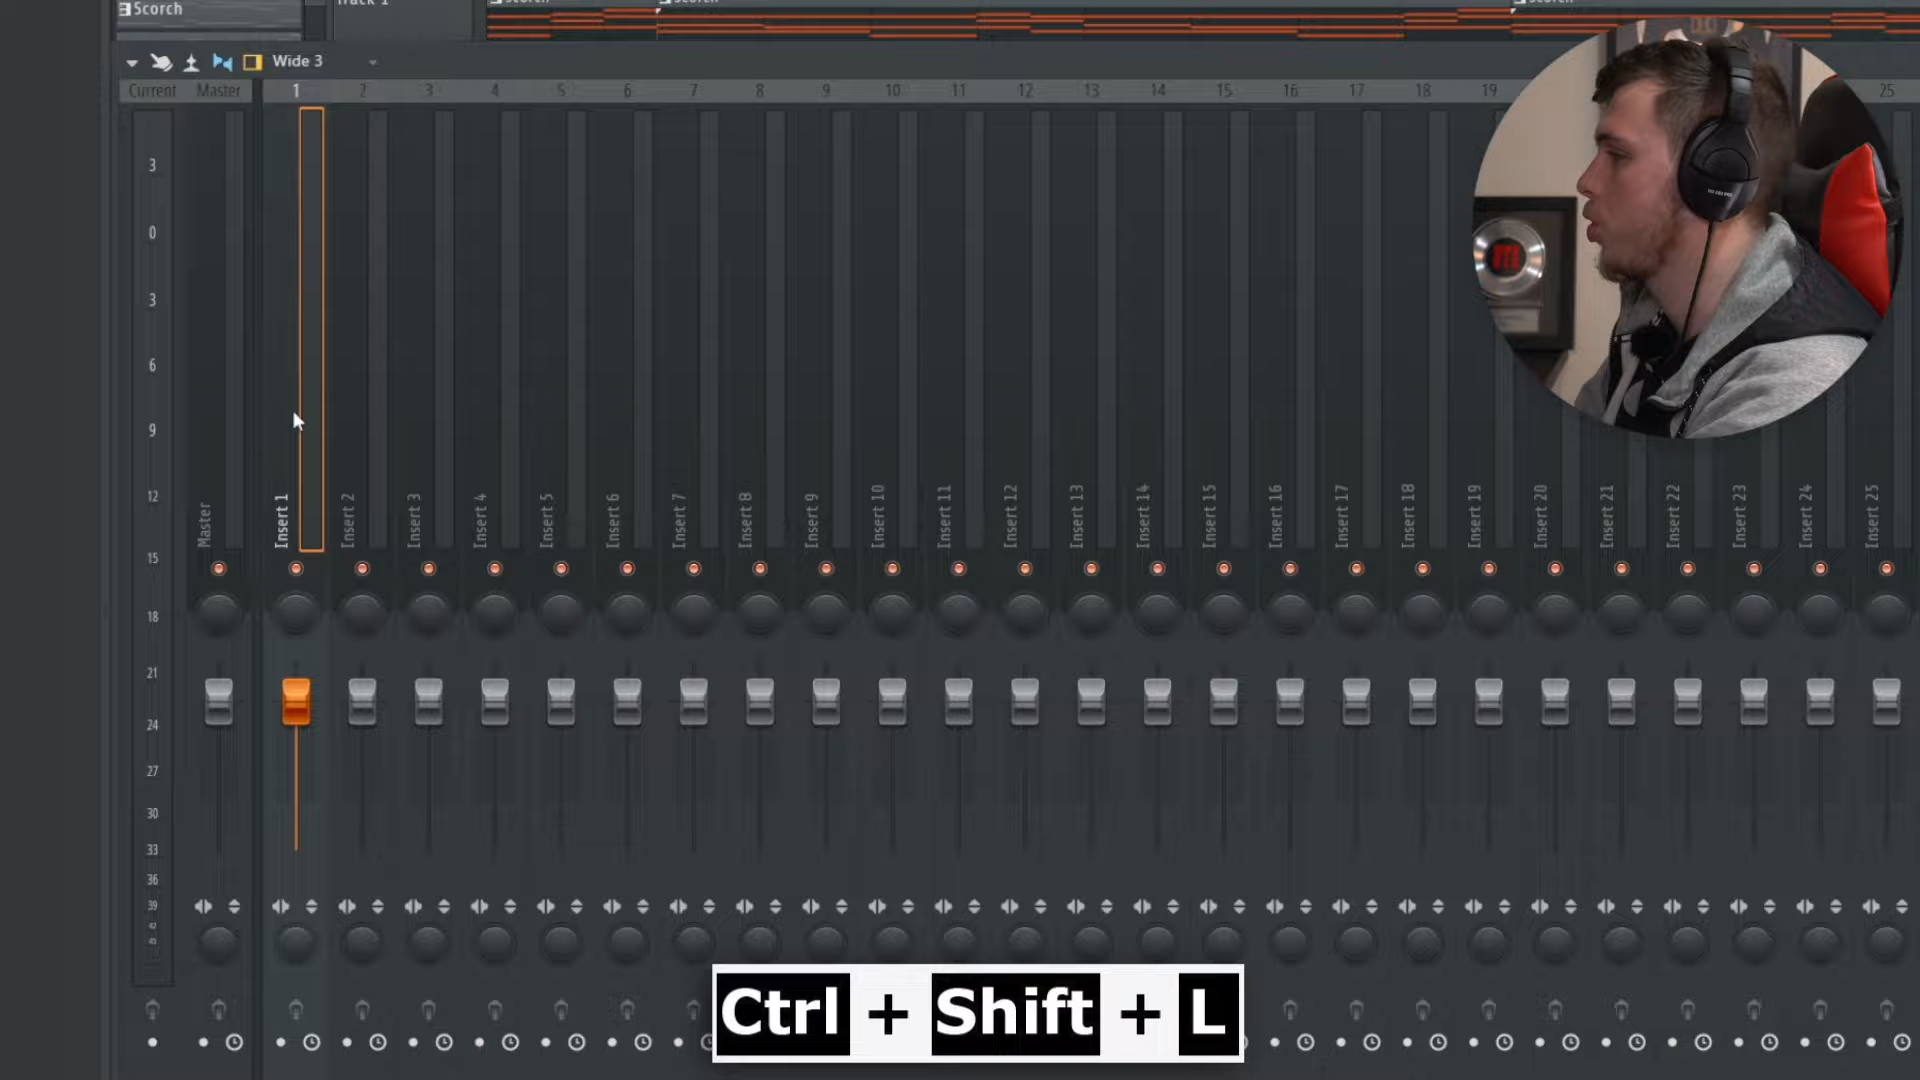 Scorch
Wide 3
Current Master 1 2 3 4 5 6 7 8 9 10 11 12 13 14 15 16 17 18 19 25
3
0
3
6
9
12
15
18
21
24
27
30
33
36
39
Master
Insert 1
Insert 2
Insert 3
Insert 4
Insert 5
Insert 6
Insert 7
Insert 8
Insert 9
Insert 10
Insert 11
Insert 12
Insert 13
Insert 14
Insert 15
Insert 16
Insert 17
Insert 18
Insert 19
Insert 20
Insert 21
Insert 22
Insert 23
Insert 24
Insert 25
Ctrl + Shift + L